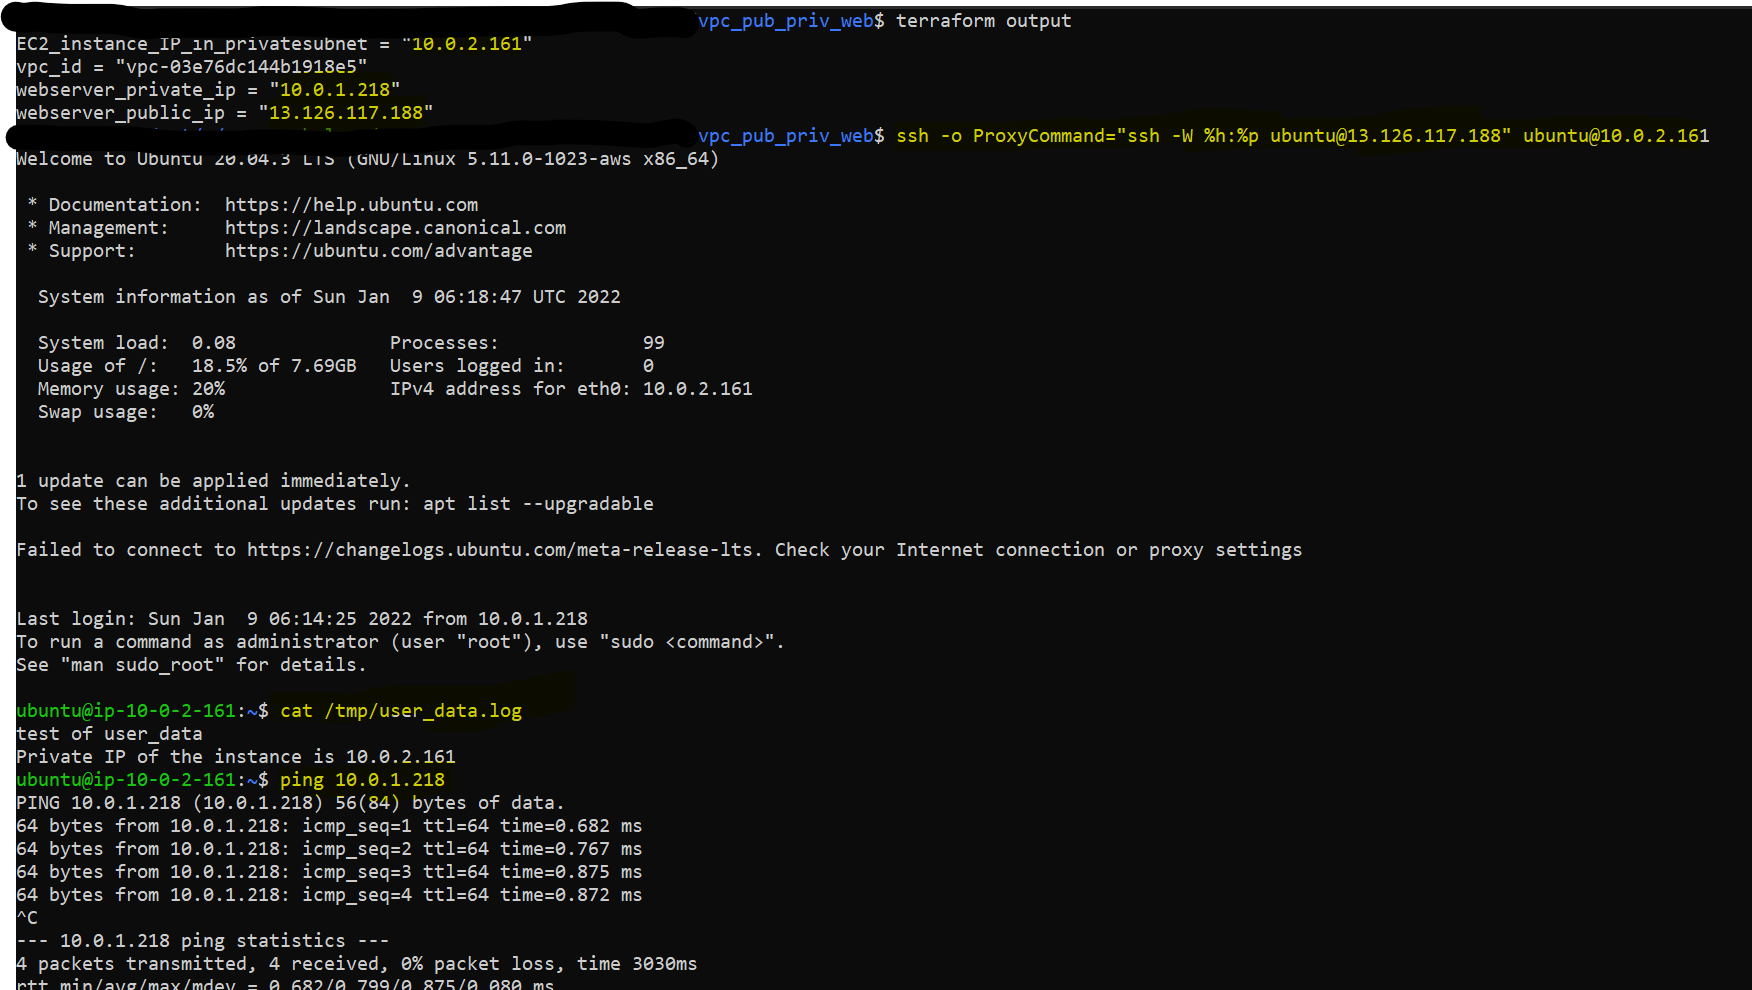 vpc_pub_priv_web$ terraform output
EC2_instance_IP_in_privatesubnet = "10.0.2.161"
vpc_id = "vpc-03e76dc144b1918e5"
webserver_private_ip = "10.0.1.218"
webserver_public_ip = "13.126.117.188"
vpc_pub_priv_web$ ssh -o ProxyCommand="ssh -W %h:%p ubuntu@13.126.117.188" ubuntu@10.0.2.161
Welcome to Ubuntu 20.04.3 LTS (GNU/Linux 5.11.0-1023-aws x86_64)
* Documentation:  https://help.ubuntu.com
* Management:     https://landscape.canonical.com
* Support:        https://ubuntu.com/advantage
System information as of Sun Jan  9 06:18:47 UTC 2022
System load:  0.08              Processes:             99
Usage of /:   18.5% of 7.69GB   Users logged in:       0
Memory usage: 20%               IPv4 address for eth0: 10.0.2.161
Swap usage:   0%
1 update can be applied immediately.
To see these additional updates run: apt list --upgradable
Failed to connect to https://changelogs.ubuntu.com/meta-release-lts. Check your Internet connection or proxy settings
Last login: Sun Jan  9 06:14:25 2022 from 10.0.1.218
To run a command as administrator (user "root"), use "sudo <command>".
See "man sudo_root" for details.
ubuntu@ip-10-0-2-161:~$ cat /tmp/user_data.log
test of user_data
Private IP of the instance is 10.0.2.161
ubuntu@ip-10-0-2-161:~$ ping 10.0.1.218
PING 10.0.1.218 (10.0.1.218) 56(84) bytes of data.
64 bytes from 10.0.1.218: icmp_seq=1 ttl=64 time=0.682 ms
64 bytes from 10.0.1.218: icmp_seq=2 ttl=64 time=0.767 ms
64 bytes from 10.0.1.218: icmp_seq=3 ttl=64 time=0.875 ms
64 bytes from 10.0.1.218: icmp_seq=4 ttl=64 time=0.872 ms
^C
--- 10.0.1.218 ping statistics ---
4 packets transmitted, 4 received, 0% packet loss, time 3030ms
rtt min/avg/max/mdev = 0.682/0.799/0.875/0.080 ms